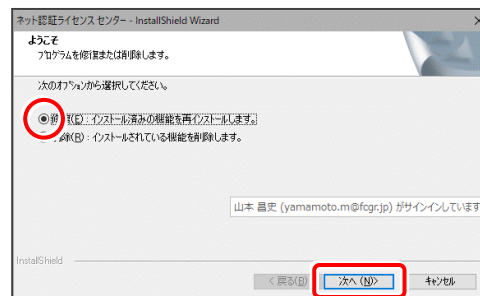 ネット認証ライセンス センター - InstallShield Wizard
ようこそ
プログラムを修復または削除します。
次のオプションから選択してください。
(E) : インストール済みの機能を再インストールします。
(R) : インストールされている機能を削除します。
山本 昌史 (yamamoto.m@fcgr.jp) がサインインしています
InstallShield
< 戻る(B)
次へ (N)>
キャンセル